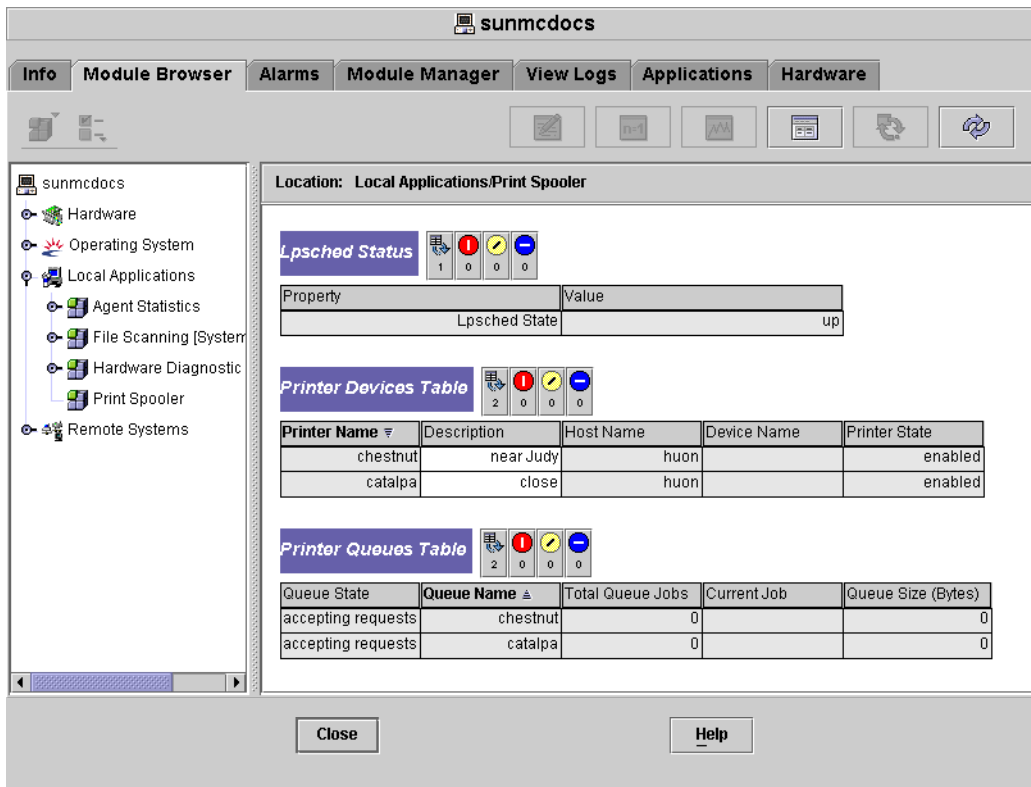 sunmcdocs
Info Module Browser Alarms Module Manager View Logs Applications Hardware
n=1
sunmcdocs
Hardware
Operating System
Local Applications
Agent Statistics
File Scanning [System
Hardware Diagnostic
Print Spooler
Remote Systems
Location: Local Applications/Print Spooler
Lpsched Status 1 0 0 0
Property Value
Lpsched State up
Printer Devices Table 2 0 0 0
Printer Name Description Host Name Device Name Printer State
chestnut near Judy huon enabled
catalpa close huon enabled
Printer Queues Table 2 0 0 0
Queue State Queue Name Total Queue Jobs Current Job Queue Size (Bytes)
accepting requests chestnut 0 0
accepting requests catalpa 0 0
Close Help